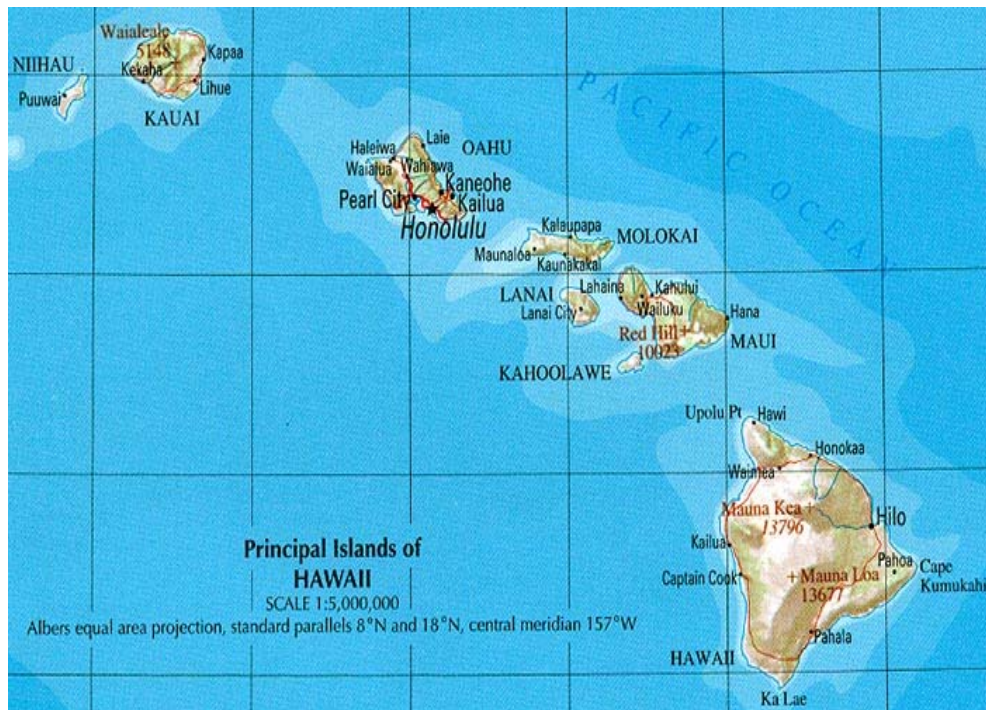 Waialeale
5148
Kapaa
NIIHAU
Kekaha
Puuwai
Lihue
KAUAI
PACIFIC OCEAN
Laie
Haleiwa
OAHU
Waialua
Wahiawa
Kaneohe
Pearl City
Kailua
Honolulu
Kalaupapa
MOLOKAI
Maunaloa
Kaunakakai
Lahaina
Kahului
LANAI
Lanai City
Wailuku
Hana
Red Hill
10023
MAUI
KAHOOLAWE
Upolu Pt
Hawi
Honokaa
Waimea
Mauna Kea
13796
Hilo
Kailua
Pahoa
Cape
Kumukahi
Captain Cook
Mauna Loa
13677
Pahala
HAWAII
Ka Lae
Principal Islands of
HAWAII
SCALE 1:5,000,000
Albers equal area projection, standard parallels 8°N and 18°N, central meridian 157°W